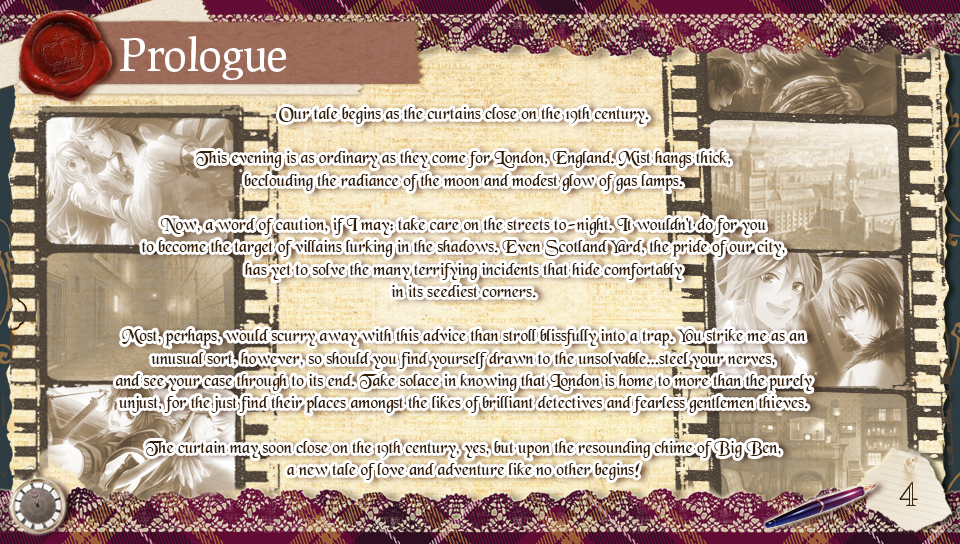 Prologue
Our tale begins as the curtains close on the 19th century.
This evening is as ordinary as they come for London, England. Mist hangs thick,
beclouding the radiance of the moon and modest glow of gas lamps.
Now, a word of caution, if I may; take care on the streets to-night. It wouldn't do for you
to become the target of villains lurking in the shadows. Even Scotland Yard, the pride of our city,
has yet to solve the many terrifying incidents that hide comfortably
in its seediest corners.
Most, perhaps, would scurry away with this advice than stroll blissfully into a trap. You strike me as an
unusual sort, however, so should you find yourself drawn to the unsolvable...steel your nerves,
and see your case through to its end. Take solace in knowing that London is home to more than the purely
unjust, for the just find their places amongst the likes of brilliant detectives and fearless gentlemen thieves.
The curtain may soon close on the 19th century, yes, but upon the resounding chime of Big Ben,
a new tale of love and adventure like no other begins!
4